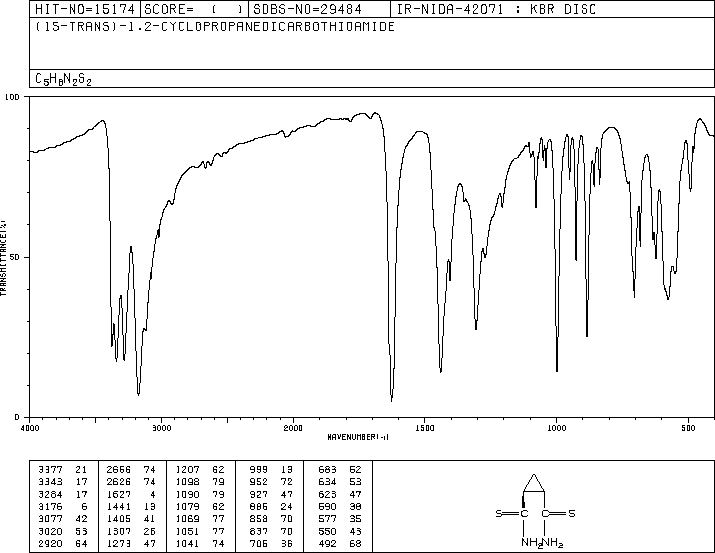 HIT-NO=15174 SCORE= ( ) SDBS-NO=29484 IR-NIDA-42071 : KBR DISC
(1S-TRANS)-1,2-CYCLOPROPANEDICARBOTHIOAMIDE
C5H8N2S2
100
50
0
TRANSMITTANCE(%)
4000 3000 2000 1500 1000 500
WAVENUMBER(-1)
3377 21 2666 74 1207 62 999 13 683 52
3343 17 2626 74 1098 79 952 72 634 53
3284 17 1627 4 1090 79 927 47 623 47
3176 6 1441 13 1079 62 886 24 590 38
3077 42 1405 41 1069 77 858 70 577 35
3020 55 1307 26 1051 77 837 70 550 43
2920 64 1273 47 1041 74 706 36 492 68
S=C C=S
NH2NH2